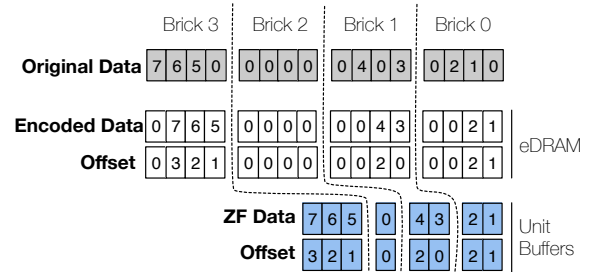 Brick 3 Brick 2 Brick 1 Brick 0
Original Data 7 6 5 0 0 0 0 0 0 4 0 3 0 2 1 0
Encoded Data 0 7 6 5 0 0 0 0 0 0 4 3 0 0 2 1
eDRAM
Offset 0 3 2 1 0 0 0 0 0 0 2 0 0 0 2 1
ZF Data 7 6 5 0 4 3 2 1
Unit
Buffers
Offset 3 2 1 0 2 0 2 1